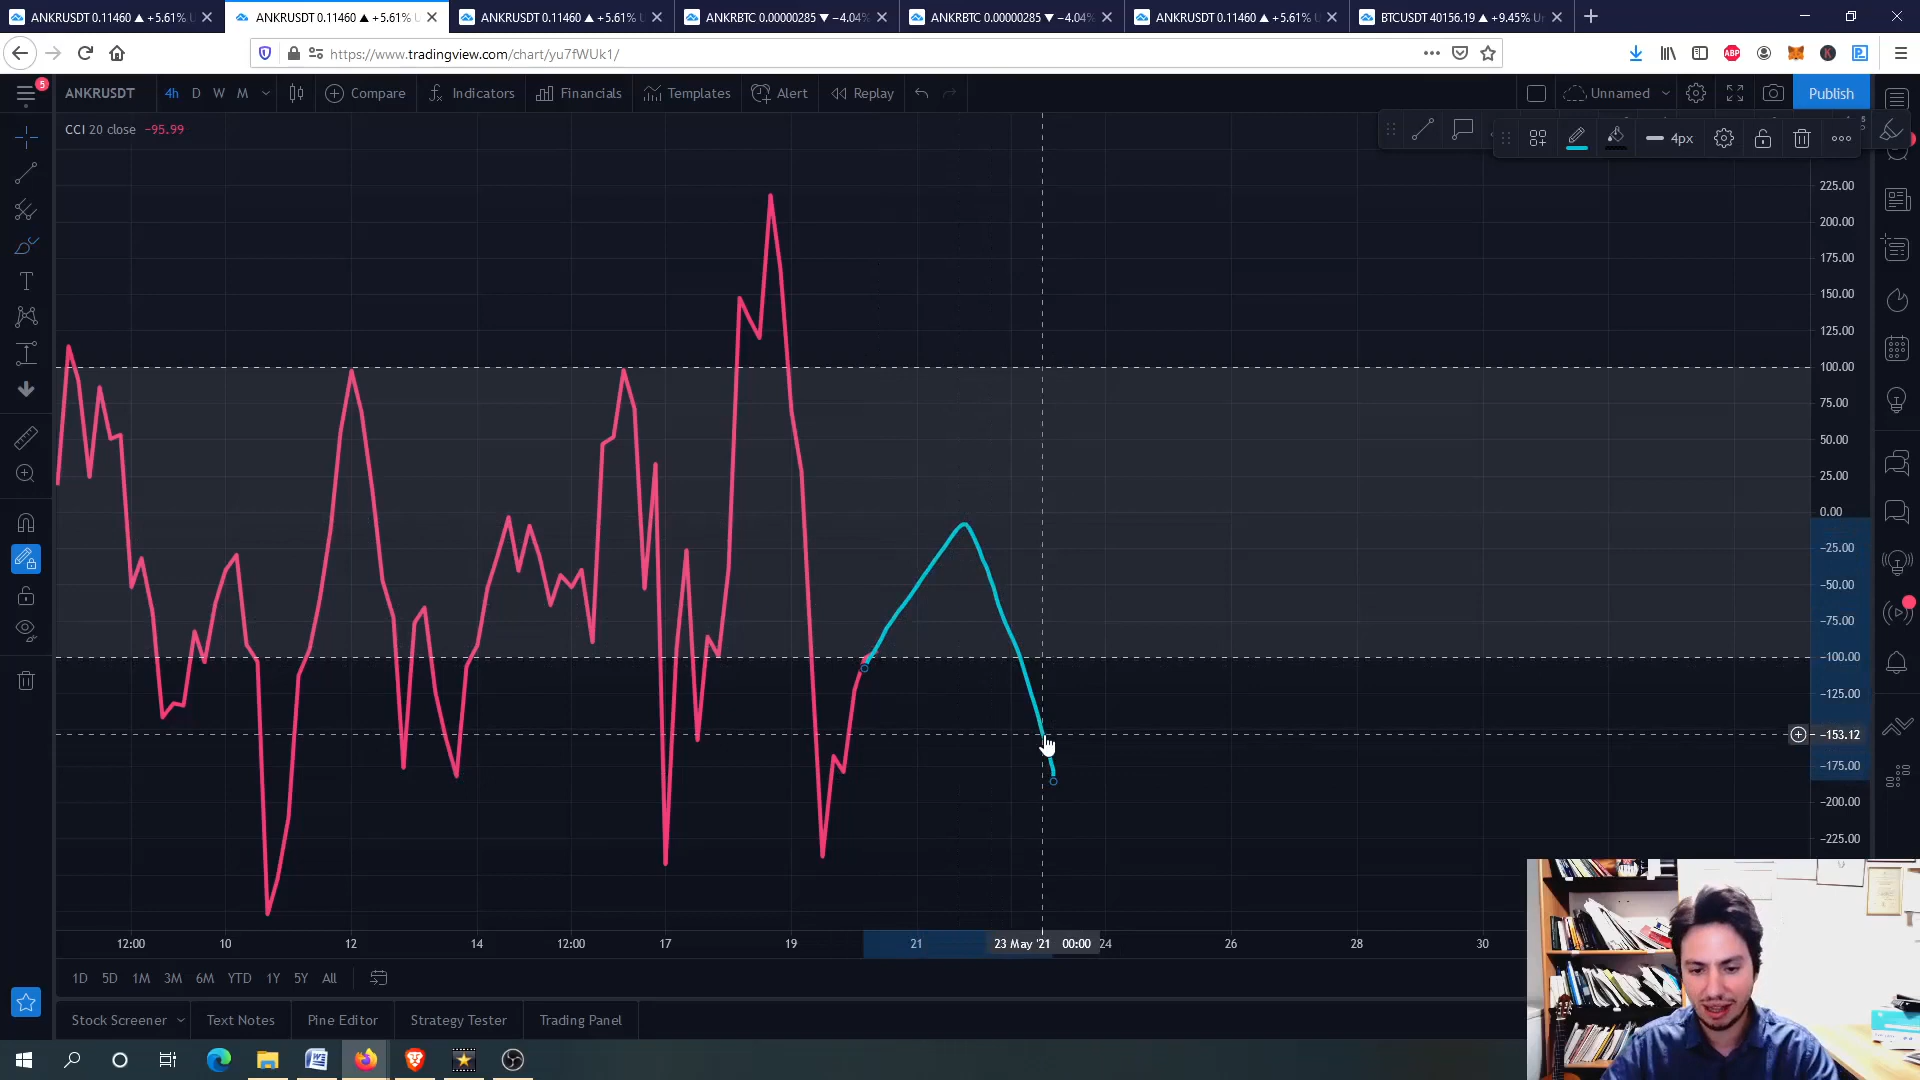 ANKRUSDT 0.11460 ▲ +5.61% U
ANKRUSDT 0.11460 ▲ +5.61% U
ANKRUSDT 0.11460 ▲ +5.61% U
ANKRBTC 0.00000285 ▼ −4.04%
ANKRBTC 0.00000285 ▼ −4.04%
ANKRUSDT 0.11460 ▲ +5.61% U
BTCUSDT 40156.19 ▲ +9.45% U
https://www.tradingview.com/chart/yu7fWUk1/
ABP
5
ANKRUSDT 4h D W M Compare Indicators Financials Templates Alert Replay Unnamed Publish
CCI 20 close −95.99
4px
225.00
200.00
175.00
150.00
125.00
100.00
75.00
50.00
25.00
0.00
−25.00
−50.00
−75.00
−100.00
−125.00
−153.12
−175.00
−200.00
−225.00
12:00 10 12 14 12:00 17 19 21 23 May '21 00:00 24 26 28 30
1D 5D 1M 3M 6M YTD 1Y 5Y All
Stock Screener Text Notes Pine Editor Strategy Tester Trading Panel